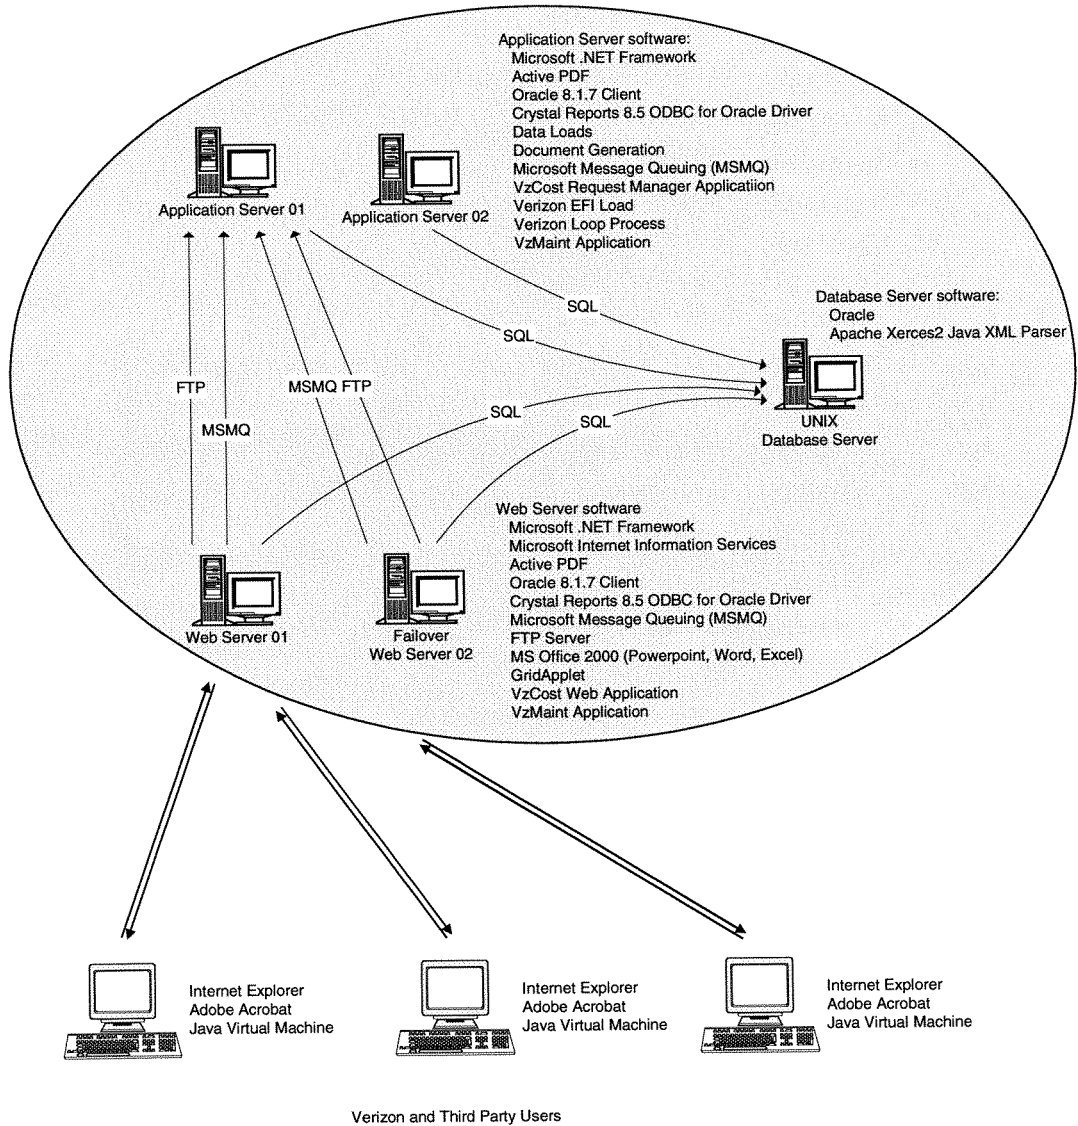 Application Server software:
Microsoft .NET Framework
Active PDF
Oracle 8.1.7 Client
Crystal Reports 8.5 ODBC for Oracle Driver
Data Loads
Document Generation
Microsoft Message Queuing (MSMQ)
VzCost Request Manager Applicatiion
Verizon EFI Load
Verizon Loop Process
VzMaint Application
Application Server 01
Application Server 02
SQL
SQL
Database Server software:
Oracle
Apache Xerces2 Java XML Parser
FTP
MSMQ FTP
MSMQ
SQL
SQL
UNIX
Database Server
Web Server software
Microsoft .NET Framework
Microsoft Internet Information Services
Active PDF
Oracle 8.1.7 Client
Crystal Reports 8.5 ODBC for Oracle Driver
Microsoft Message Queuing (MSMQ)
FTP Server
MS Office 2000 (Powerpoint, Word, Excel)
GridApplet
VzCost Web Application
VzMaint Application
Web Server 01
Failover
Web Server 02
Internet Explorer
Adobe Acrobat
Java Virtual Machine
Internet Explorer
Adobe Acrobat
Java Virtual Machine
Internet Explorer
Adobe Acrobat
Java Virtual Machine
Verizon and Third Party Users